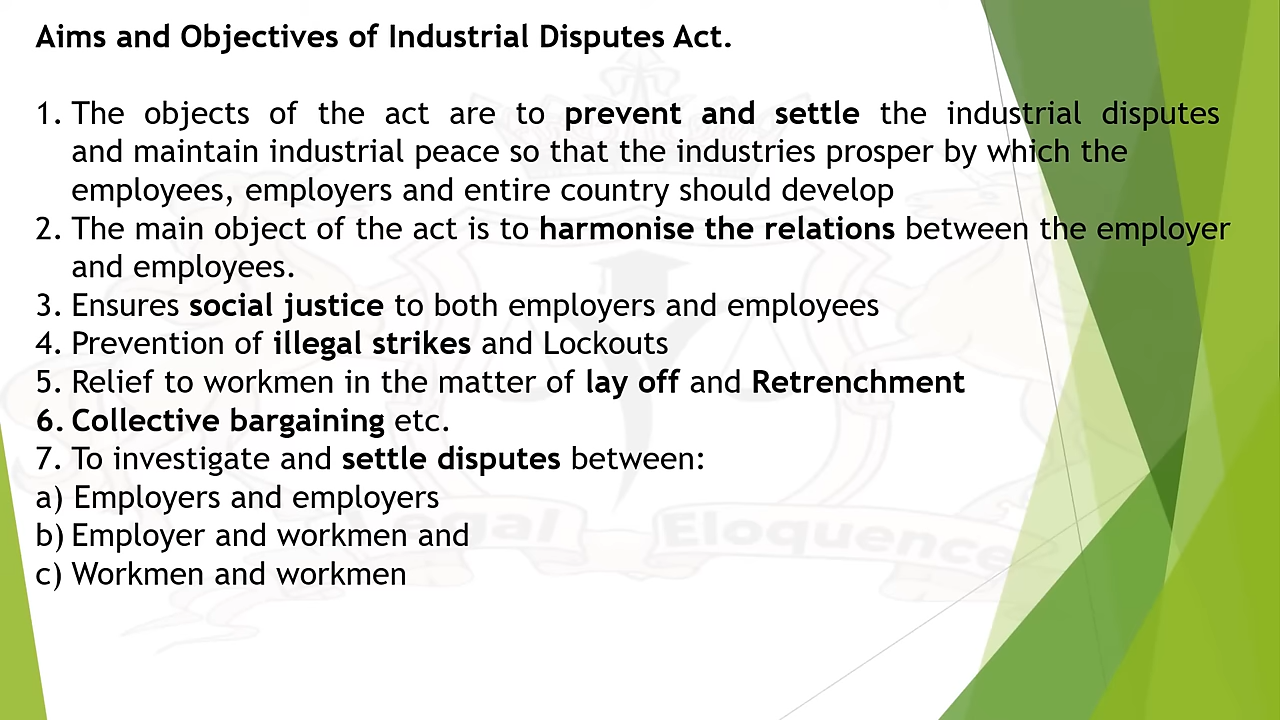 Aims and Objectives of Industrial Disputes Act.
1. The objects of the act are to prevent and settle the industrial disputes
and maintain industrial peace so that the industries prosper by which the
employees, employers and entire country should develop
2. The main object of the act is to harmonise the relations between the employer
and employees.
3. Ensures social justice to both employers and employees
4. Prevention of illegal strikes and Lockouts
5. Relief to workmen in the matter of lay off and Retrenchment
6. Collective bargaining etc.
7. To investigate and settle disputes between:
a) Employers and employers
b) Employer and workmen and
c) Workmen and workmen
Eloquence